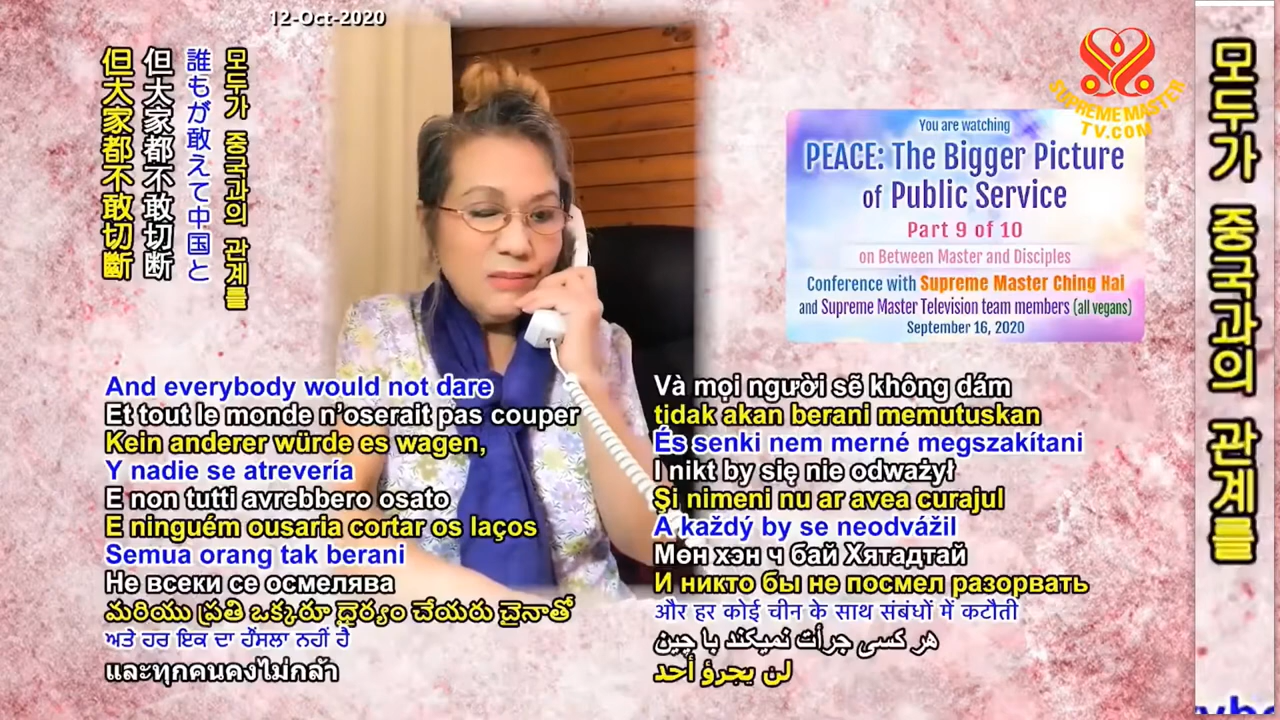 12-Oct-2020
但大家都不敢切斷
但大家都不敢切断
誰もが敢えて中国と
모두가 중국과의 관계를
SUPREME MASTER
TV.COM
You are watching
PEACE: The Bigger Picture
of Public Service
Part 9 of 10
on Between Master and Disciples
Conference with Supreme Master Ching Hai
and Supreme Master Television team members (all vegans)
September 16, 2020
And everybody would not dare
Et tout le monde n’oserait pas couper
Kein anderer würde es wagen,
Y nadie se atrevería
E non tutti avrebbero osato
E ninguém ousaria cortar os laços
Semua orang tak berani
Не всеки се осмелява
మరియు ప్రతి ఒక్కరూ ధైర్యం చేయరు చైనాతో
ਅਤੇ ਹਰ ਇਕ ਦਾ ਹੌਂਸਲਾ ਨਹੀਂ ਹੈ
และทุกคนคงไม่กล้า
Và mọi người sẽ không dám
tidak akan berani memutuskan
És senki nem merné megszakítani
I nikt by się nie odważył
Şi nimeni nu ar avea curajul
A každý by se neodvážil
Мөн хэн ч бай Хятадтай
И никто бы не посмел разорвать
और हर कोई चीन के साथ संबंधों में कटौती
هر کسی جرأت نمیکند با چین
لن يجرؤ أحد
모두가 중국과의 관계를